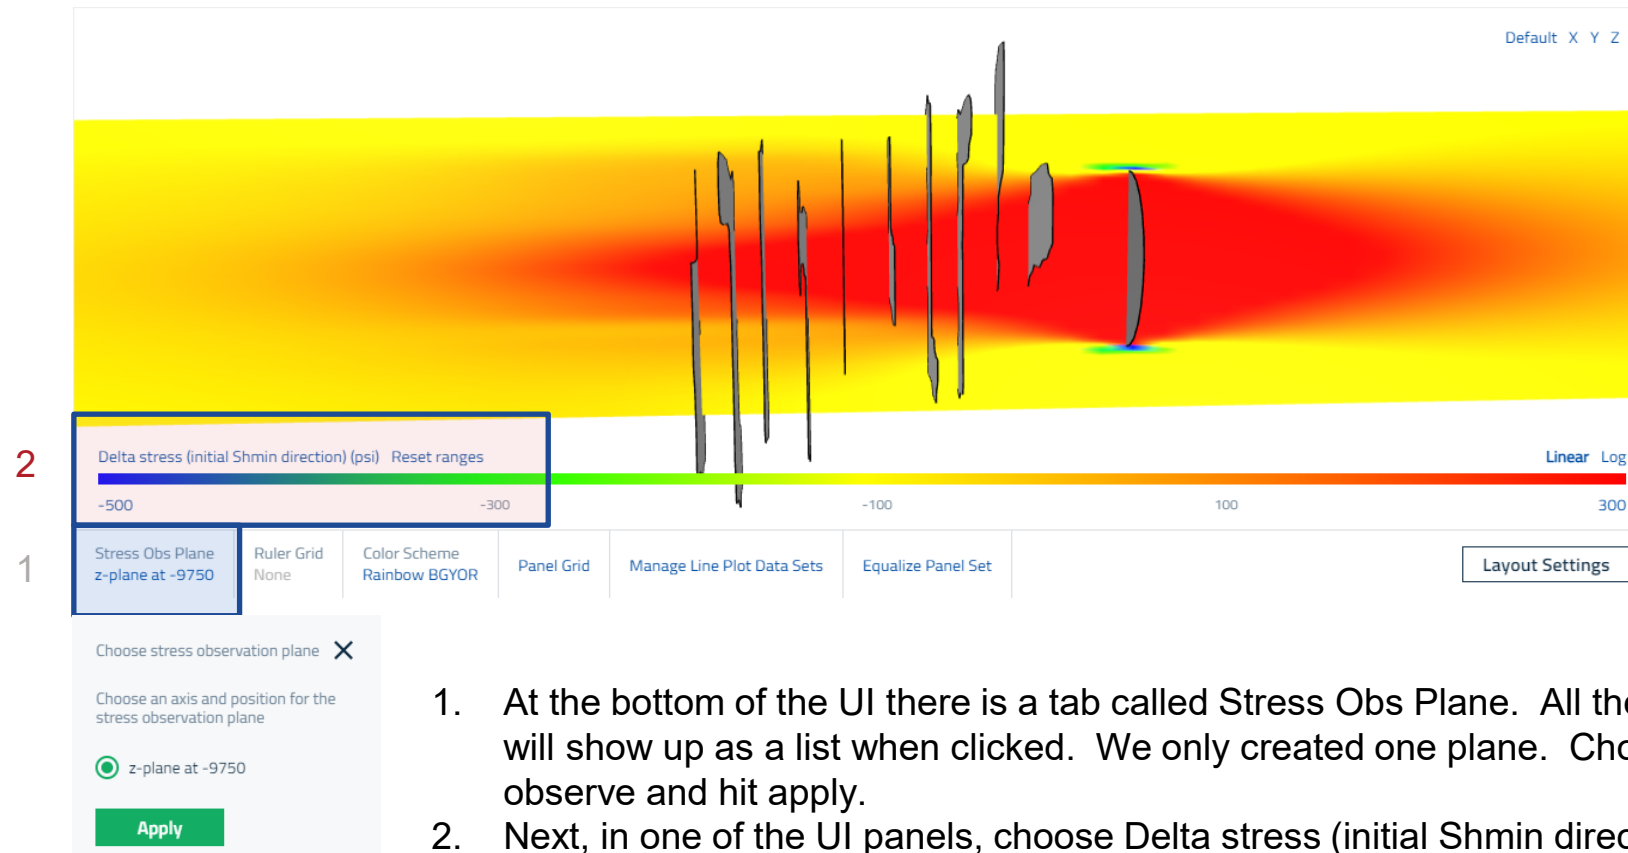 Default X Y Z
2
Delta stress (initial Shmin direction) (psi) Reset ranges
Linear Log
-500 -300 -100 100 300
1
Stress Obs Plane
z-plane at -9750
Ruler Grid
None
Color Scheme
Rainbow BGYOR
Panel Grid
Manage Line Plot Data Sets
Equalize Panel Set
Layout Settings
Choose stress observation plane
Choose an axis and position for the
stress observation plane
z-plane at -9750
Apply
1. At the bottom of the UI there is a tab called Stress Obs Plane. All the
will show up as a list when clicked. We only created one plane. Cho
observe and hit apply.
2. Next, in one of the UI panels, choose Delta stress (initial Shmin direc